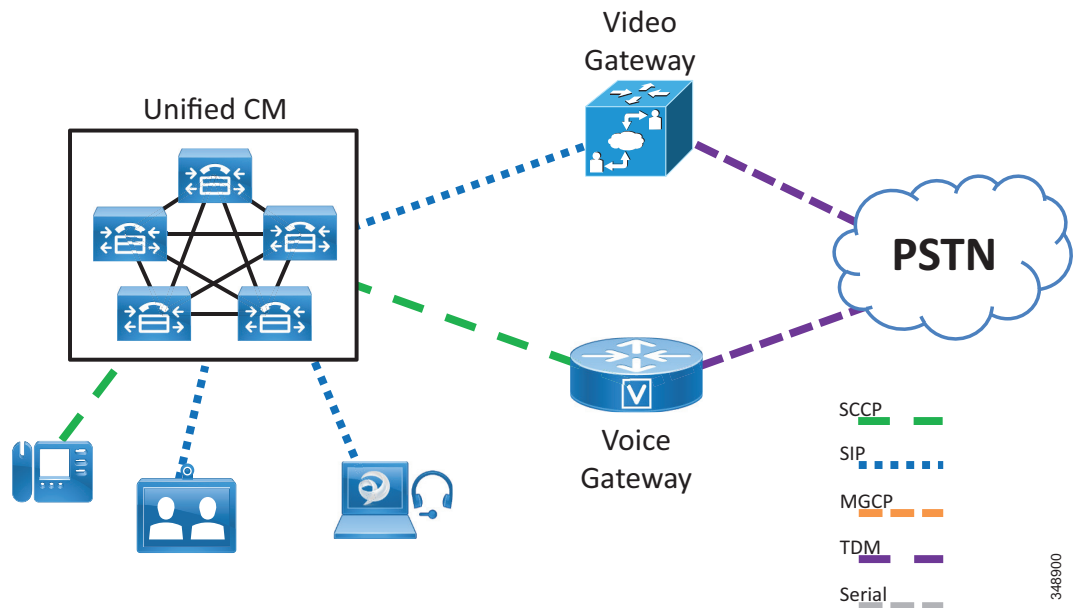 Video
Gateway
Unified CM
PSTN
V
Voice
Gateway
SCCP
SIP
MGCP
TDM
Serial
348900